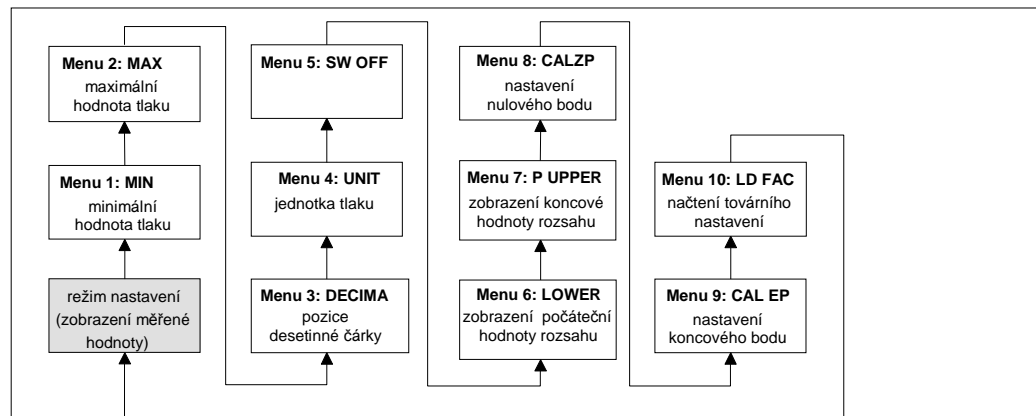 Menu 2: MAX
maximální
hodnota tlaku
Menu 1: MIN
minimální
hodnota tlaku
režim nastavení
(zobrazení měřené
hodnoty)
Menu 5: SW OFF
Menu 4: UNIT
jednotka tlaku
Menu 3: DECIMA
pozice
desetinné čárky
Menu 8: CALZP
nastavení
nulového bodu
Menu 7: P UPPER
zobrazení koncové
hodnoty rozsahu
Menu 6: LOWER
zobrazení počáteční
hodnoty rozsahu
Menu 10: LD FAC
načtení továrního
nastavení
Menu 9: CAL EP
nastavení
koncového bodu